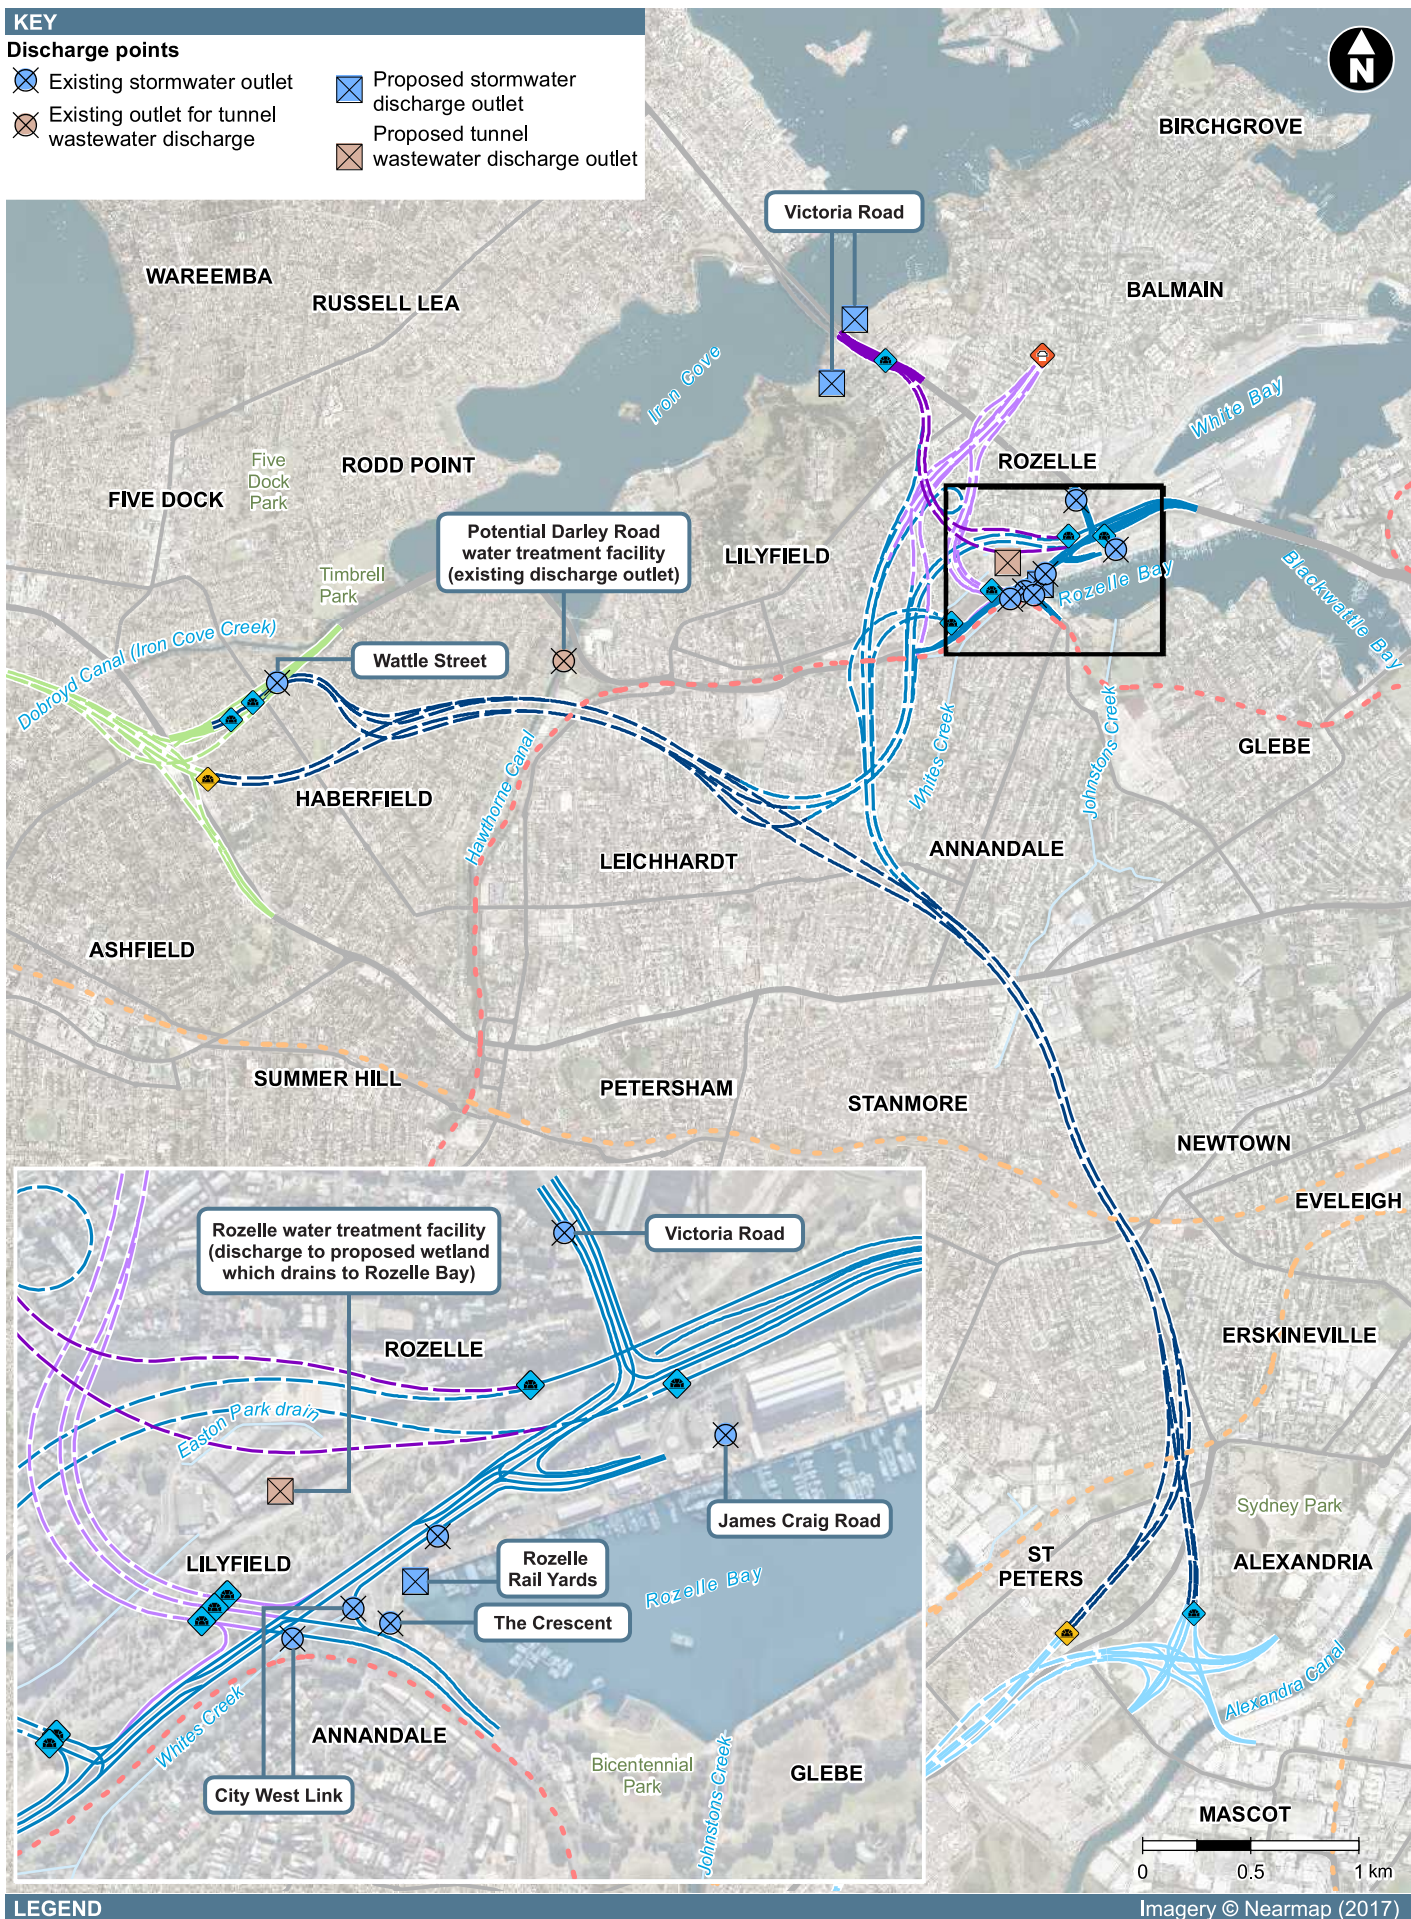 KEY
Discharge points
Existing stormwater outlet
Existing outlet for tunnel
wastewater discharge
Proposed stormwater
discharge outlet
Proposed tunnel
wastewater discharge outlet
N
BIRCHGROVE
Victoria Road
WAREEMBA
RUSSELL LEA
BALMAIN
Iron Cove
White Bay
Five
Dock
Park
RODD POINT
ROZELLE
FIVE DOCK
Potential Darley Road
water treatment facility
(existing discharge outlet)
LILYFIELD
Timbrell
Park
Rozelle Bay
Blackwattle Bay
Dobroyd Canal (Iron Cove Creek)
Wattle Street
Hawthorne Canal
Whites Creek
Johnstons Creek
GLEBE
HABERFIELD
LEICHHARDT
ANNANDALE
ASHFIELD
SUMMER HILL
PETERSHAM
STANMORE
NEWTOWN
EVELEIGH
ERSKINEVILLE
Sydney Park
ST
PETERS
ALEXANDRIA
Alexandra Canal
MASCOT
0 0.5 1 km
Rozelle water treatment facility
(discharge to proposed wetland
which drains to Rozelle Bay)
Victoria Road
ROZELLE
Easton Park drain
James Craig Road
LILYFIELD
Rozelle
Rail Yards
Rozelle Bay
The Crescent
Whites Creek
ANNANDALE
City West Link
Bicentennial
Park
Johnstons Creek
GLEBE
LEGEND
Imagery © Nearmap (2017)